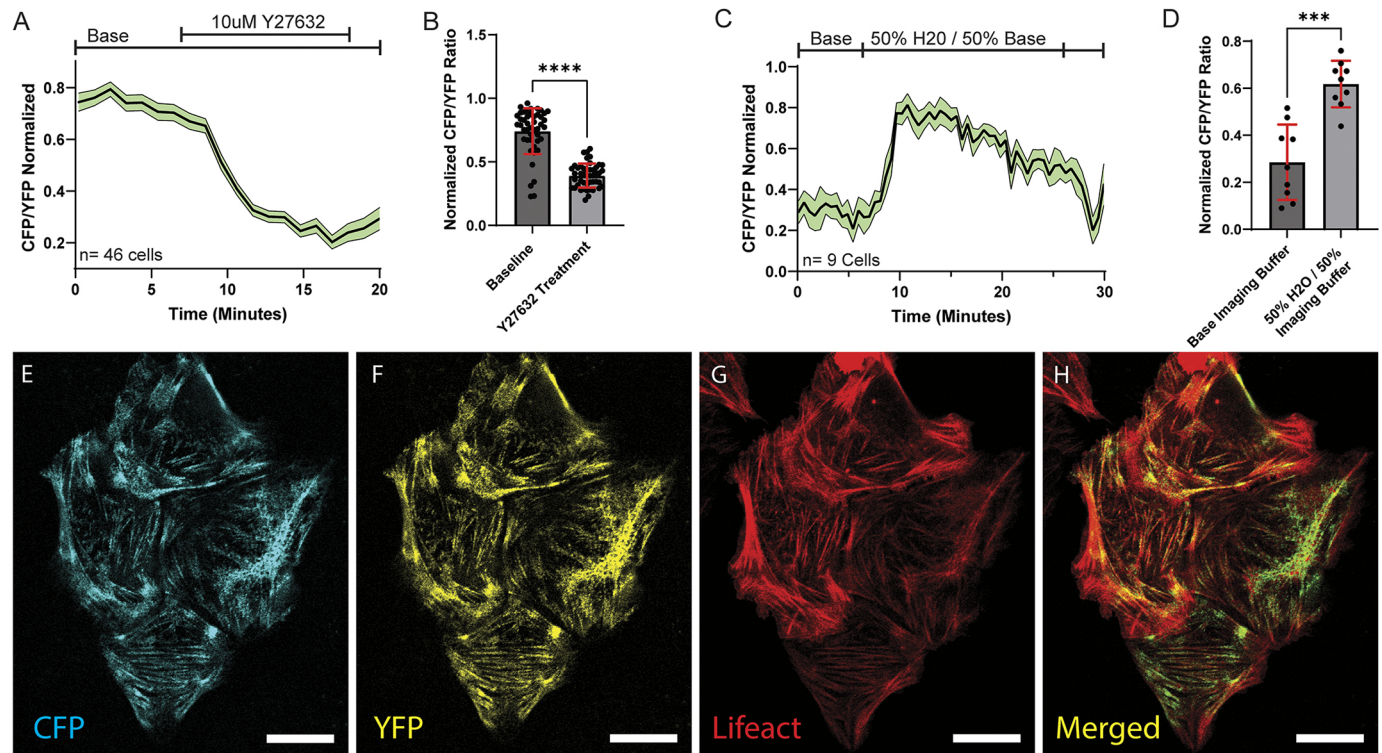 A
Base
10uM Y27632
CFP/YFP Normalized
0.8
0.6
0.4
0.2
n= 46 cells
0
5
10
15
20
Time (Minutes)
B
Normalized CFP/YFP Ratio
1.5
1.0
0.5
0.0
****
Baseline
Y27632 Treatment
C
Base
50% H20 / 50% Base
CFP/YFP Normalized
1.0
0.8
0.6
0.4
0.2
0.0
n= 9 Cells
0
10
20
30
Time (Minutes)
D
Normalized CFP/YFP Ratio
0.8
0.6
0.4
0.2
0.0
***
Base Imaging Buffer
50% H2O / 50%
Imaging Buffer
E
CFP
F
YFP
G
Lifeact
H
Merged